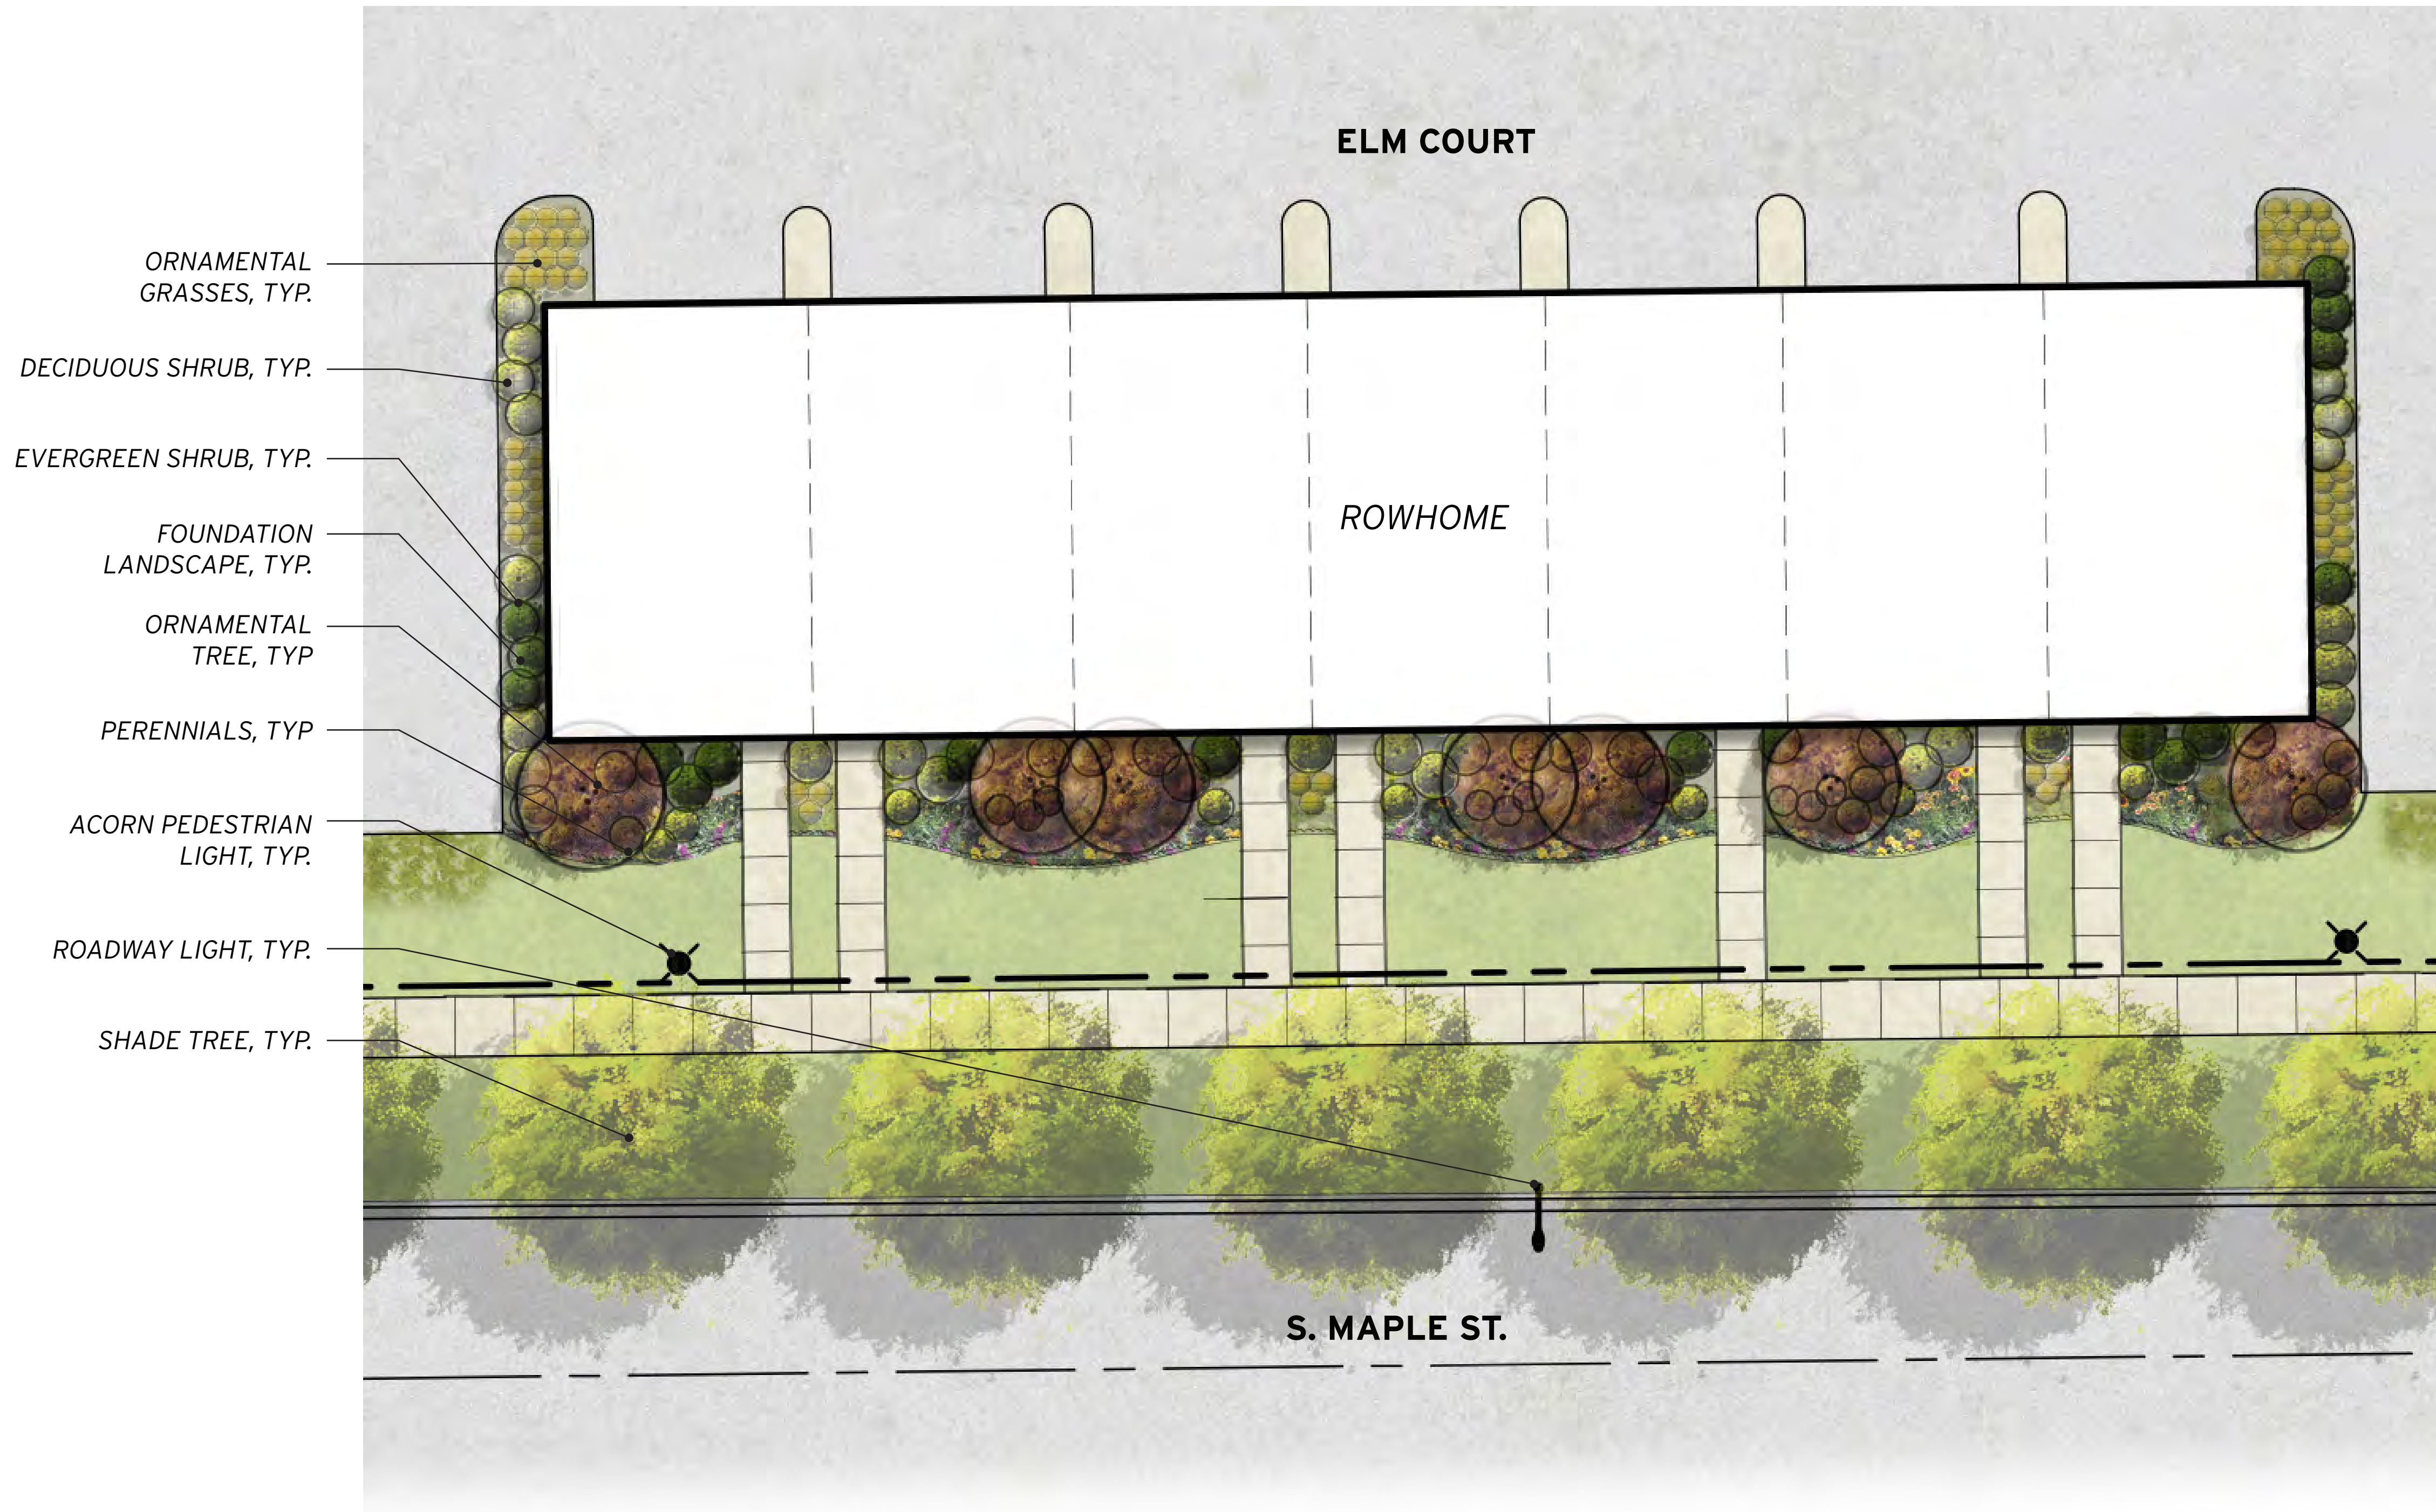 ELM COURT
ORNAMENTAL
GRASSES, TYP.
DECIDUOUS SHRUB, TYP.
EVERGREEN SHRUB, TYP.
FOUNDATION
LANDSCAPE, TYP.
ROWHOME
ORNAMENTAL
TREE, TYP
PERENNIALS, TYP
ACORN PEDESTRIAN
LIGHT, TYP.
ROADWAY LIGHT, TYP.
SHADE TREE, TYP.
S. MAPLE ST.